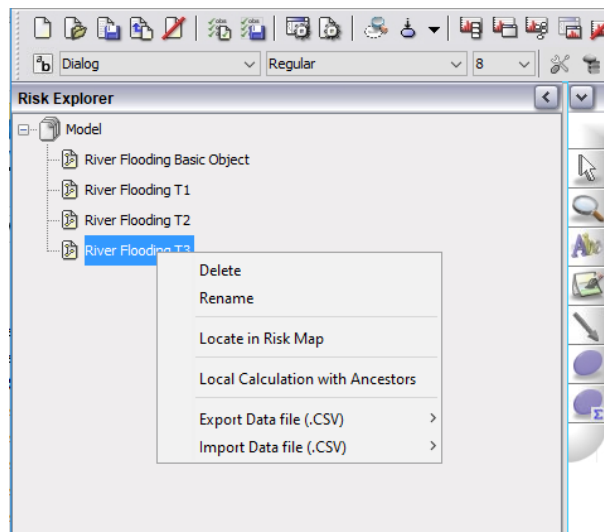 Dialog Regular 8
Risk Explorer
Model
River Flooding Basic Object
River Flooding T1
River Flooding T2
River Flooding T3
Delete
Rename
Locate in Risk Map
Local Calculation with Ancestors
Export Data file (.CSV)
Import Data file (.CSV)